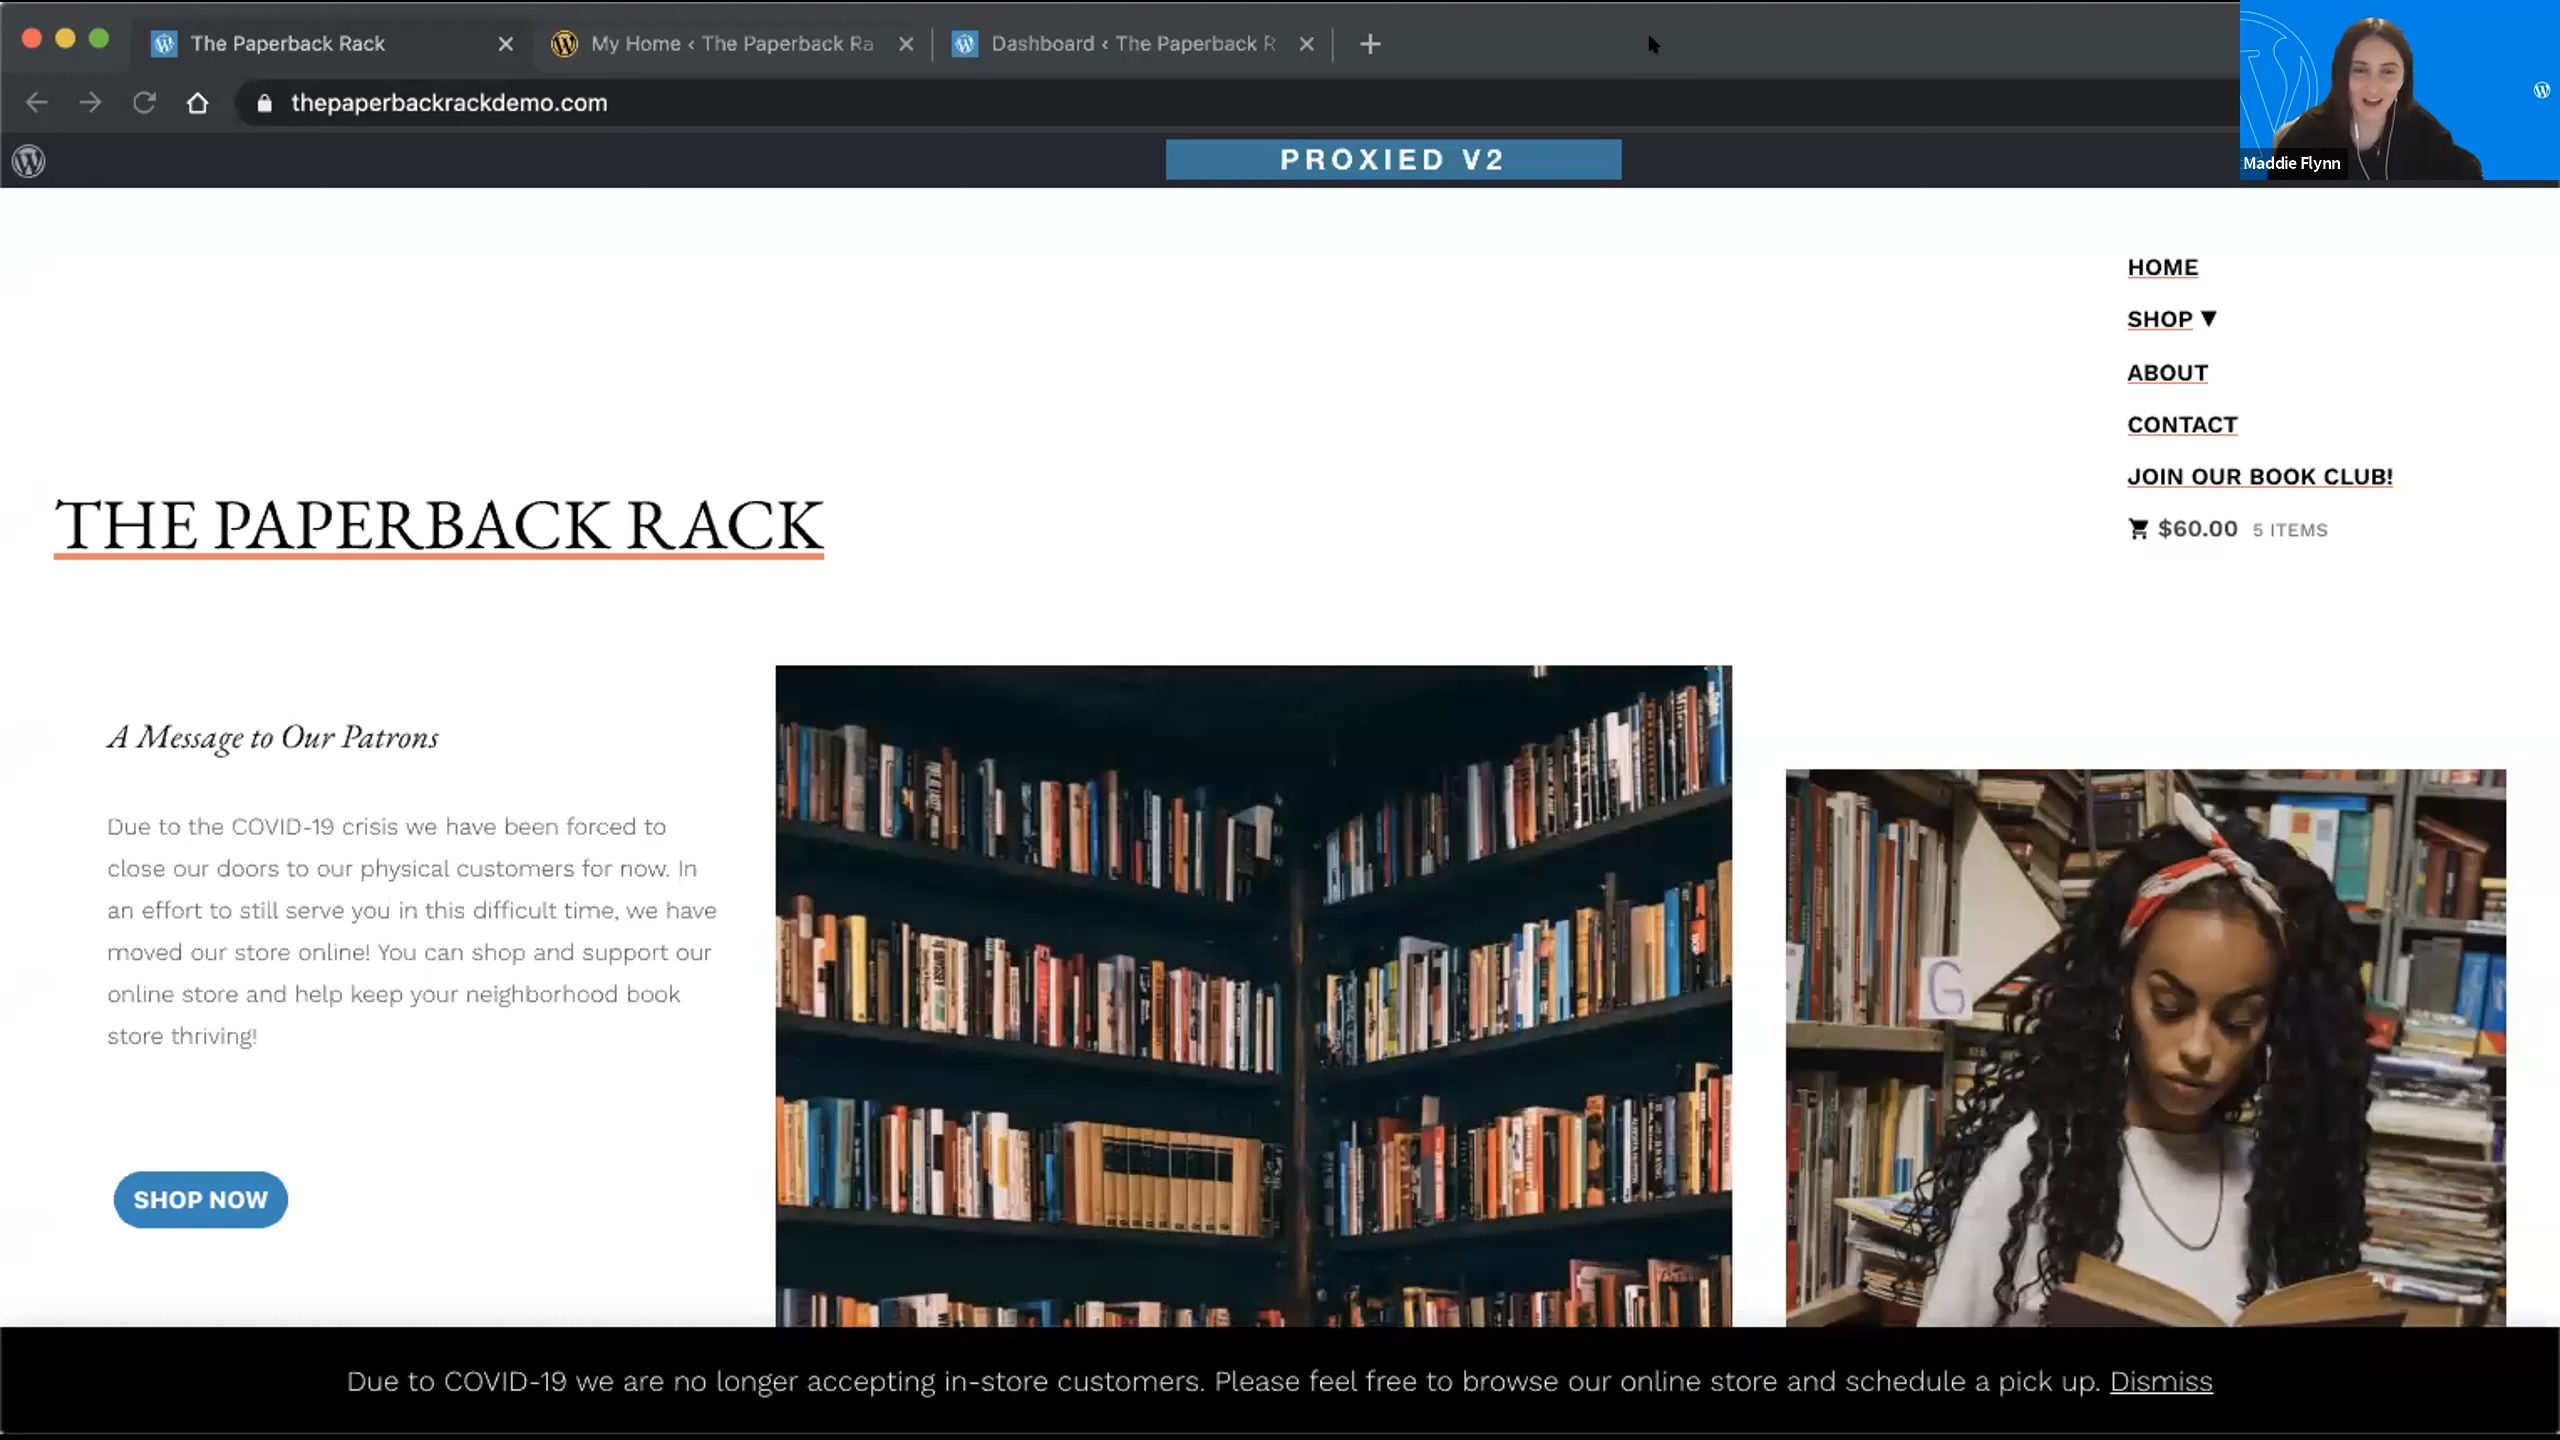 The Paperback Rack
My Home ‹ The Paperback Ra
Dashboard ‹ The Paperback R
thepaperbackrackdemo.com
PROXIED V2
Maddie Flynn
HOME
SHOP ▼
ABOUT
CONTACT
JOIN OUR BOOK CLUB!
$60.00 5 ITEMS
THE PAPERBACK RACK
A Message to Our Patrons
Due to the COVID-19 crisis we have been forced to
close our doors to our physical customers for now. In
an effort to still serve you in this difficult time, we have
moved our store online! You can shop and support our
online store and help keep your neighborhood book
store thriving!
SHOP NOW
G
Due to COVID-19 we are no longer accepting in-store customers. Please feel free to browse our online store and schedule a pick up. Dismiss